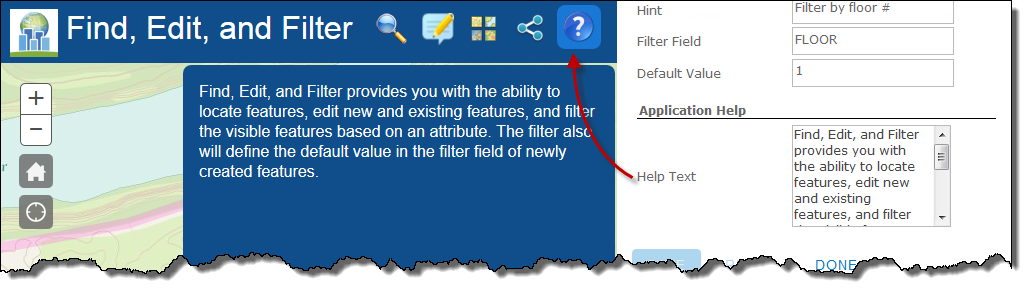 Find, Edit, and Filter
Find, Edit, and Filter provides you with the ability to
locate features, edit new and existing features, and filter
the visible features based on an attribute. The filter also
will define the default value in the filter field of newly
created features.
+
−
Hint
Filter by floor #
Filter Field
FLOOR
Default Value
1
Application Help
Help Text
Find, Edit, and Filter
provides you with
the ability to locate
features, edit new
and existing
features, and filter
DONE